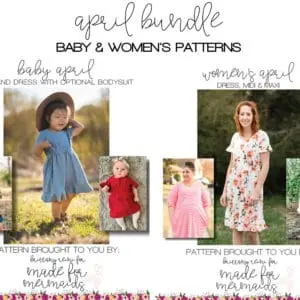 april bundle
BABY & WOMEN'S PATTERNS
baby april
ND DRESS WITH OPTIONAL BODYSUIT
women's april
DRESS, MIDI & MAXI
PATTERN BROUGHT TO YOU BY:
made for
mermaids
PATTERN BROUGHT TO YOU BY:
made for
mermaids